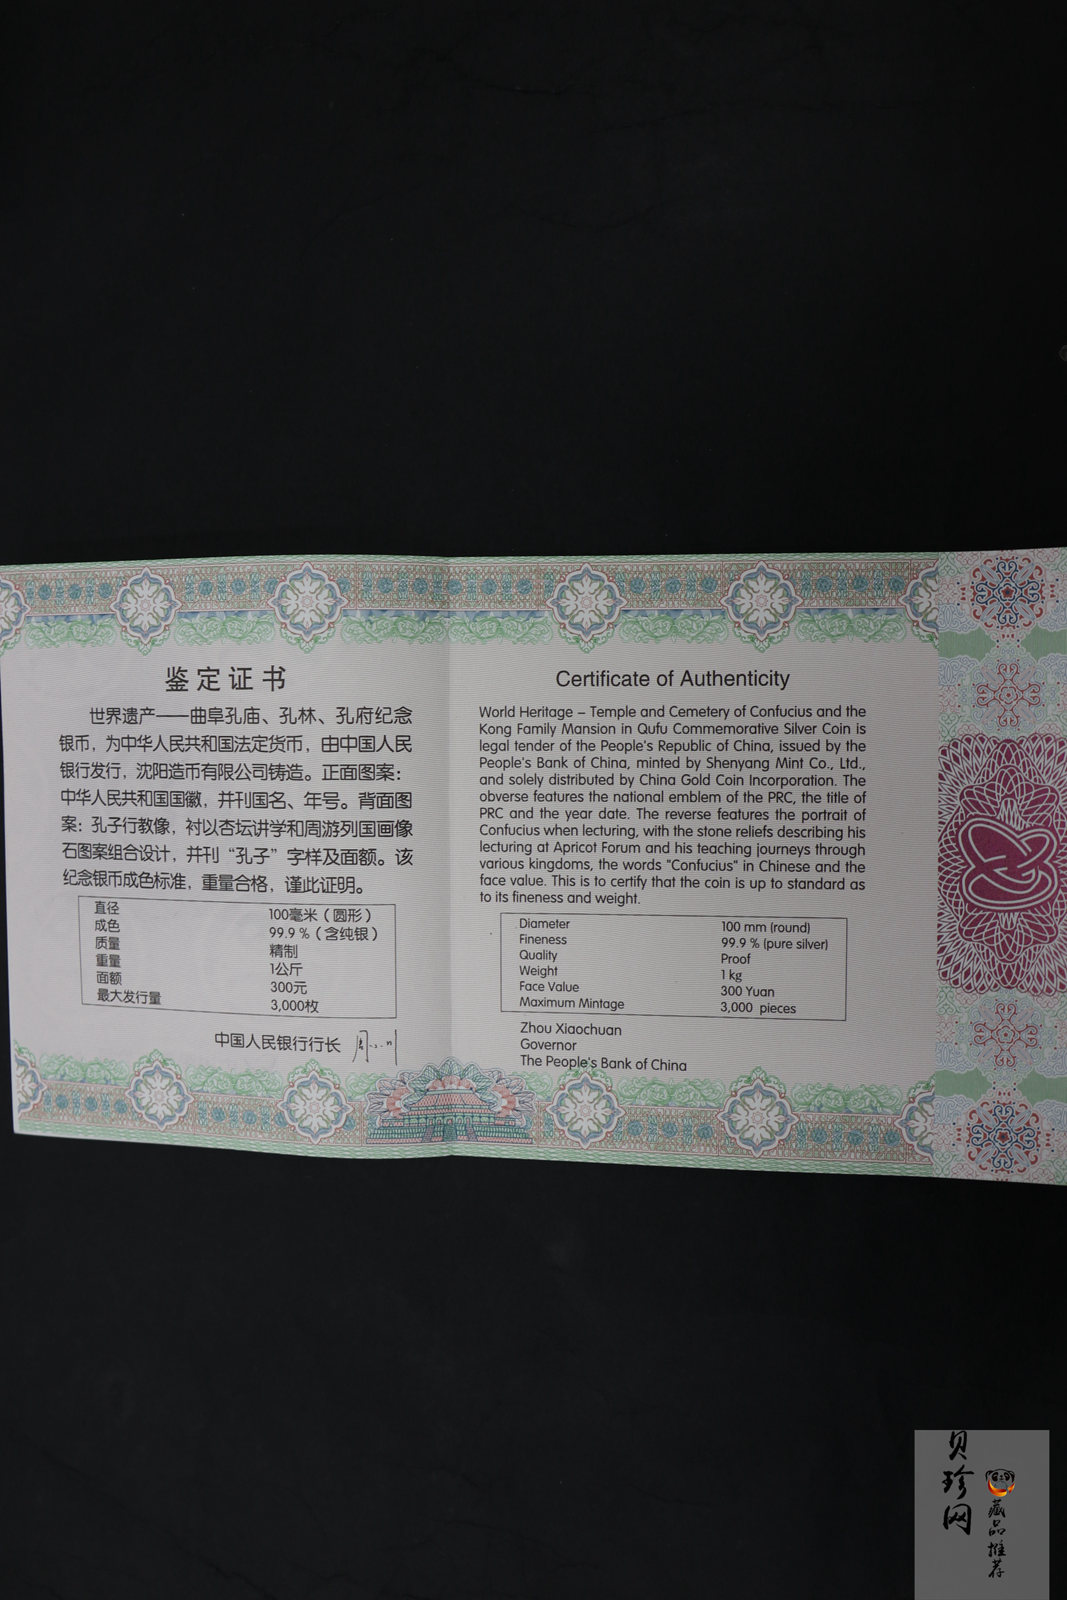 鉴定证书
世界遗产——曲阜孔庙、孔林、孔府纪念
银币，为中华人民共和国法定货币，由中国人民
银行发行，沈阳造币有限公司铸造。正面图案：
中华人民共和国国徽，并刊国名、年号。背面图
案：孔子行教像，衬以杏坛讲学和周游列国画像
石图案组合设计，并刊“孔子”字样及面额。该
纪念银币成色标准，重量合格，谨此证明。
直径 100毫米（圆形）
成色 99.9 %（含纯银）
质量 精制
重量 1公斤
面额 300元
最大发行量 3,000枚
中国人民银行行长
Certificate of Authenticity
World Heritage – Temple and Cemetery of Confucius and the
Kong Family Mansion in Qufu Commemorative Silver Coin is
legal tender of the People's Republic of China, issued by the
People's Bank of China, minted by Shenyang Mint Co., Ltd.,
and solely distributed by China Gold Coin Incorporation. The
obverse features the national emblem of the PRC, the title of
PRC and the year date. The reverse features the portrait of
Confucius when lecturing, with the stone reliefs describing his
lecturing at Apricot Forum and his teaching journeys through
various kingdoms, the words "Confucius" in Chinese and the
face value. This is to certify that the coin is up to standard as
to its fineness and weight.
Diameter 100 mm (round)
Fineness 99.9 % (pure silver)
Quality Proof
Weight 1 kg
Face Value 300 Yuan
Maximum Mintage 3,000 pieces
Zhou Xiaochuan
Governor
The People's Bank of China
贝珍网
藏品推荐